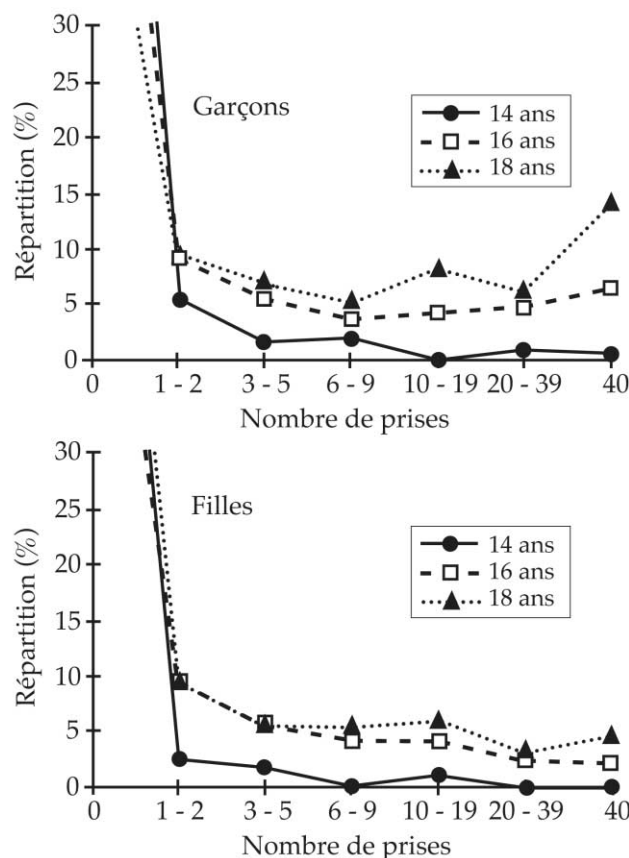 30
25
20
15
10
5
0
Répartition (%)
Garçons
14 ans
16 ans
18 ans
0 1 - 2 3 - 5 6 - 9 10 - 19 20 - 39 40
Nombre de prises
30
25
20
15
10
5
0
Répartition (%)
Filles
14 ans
16 ans
18 ans
0 1 - 2 3 - 5 6 - 9 10 - 19 20 - 39 40
Nombre de prises